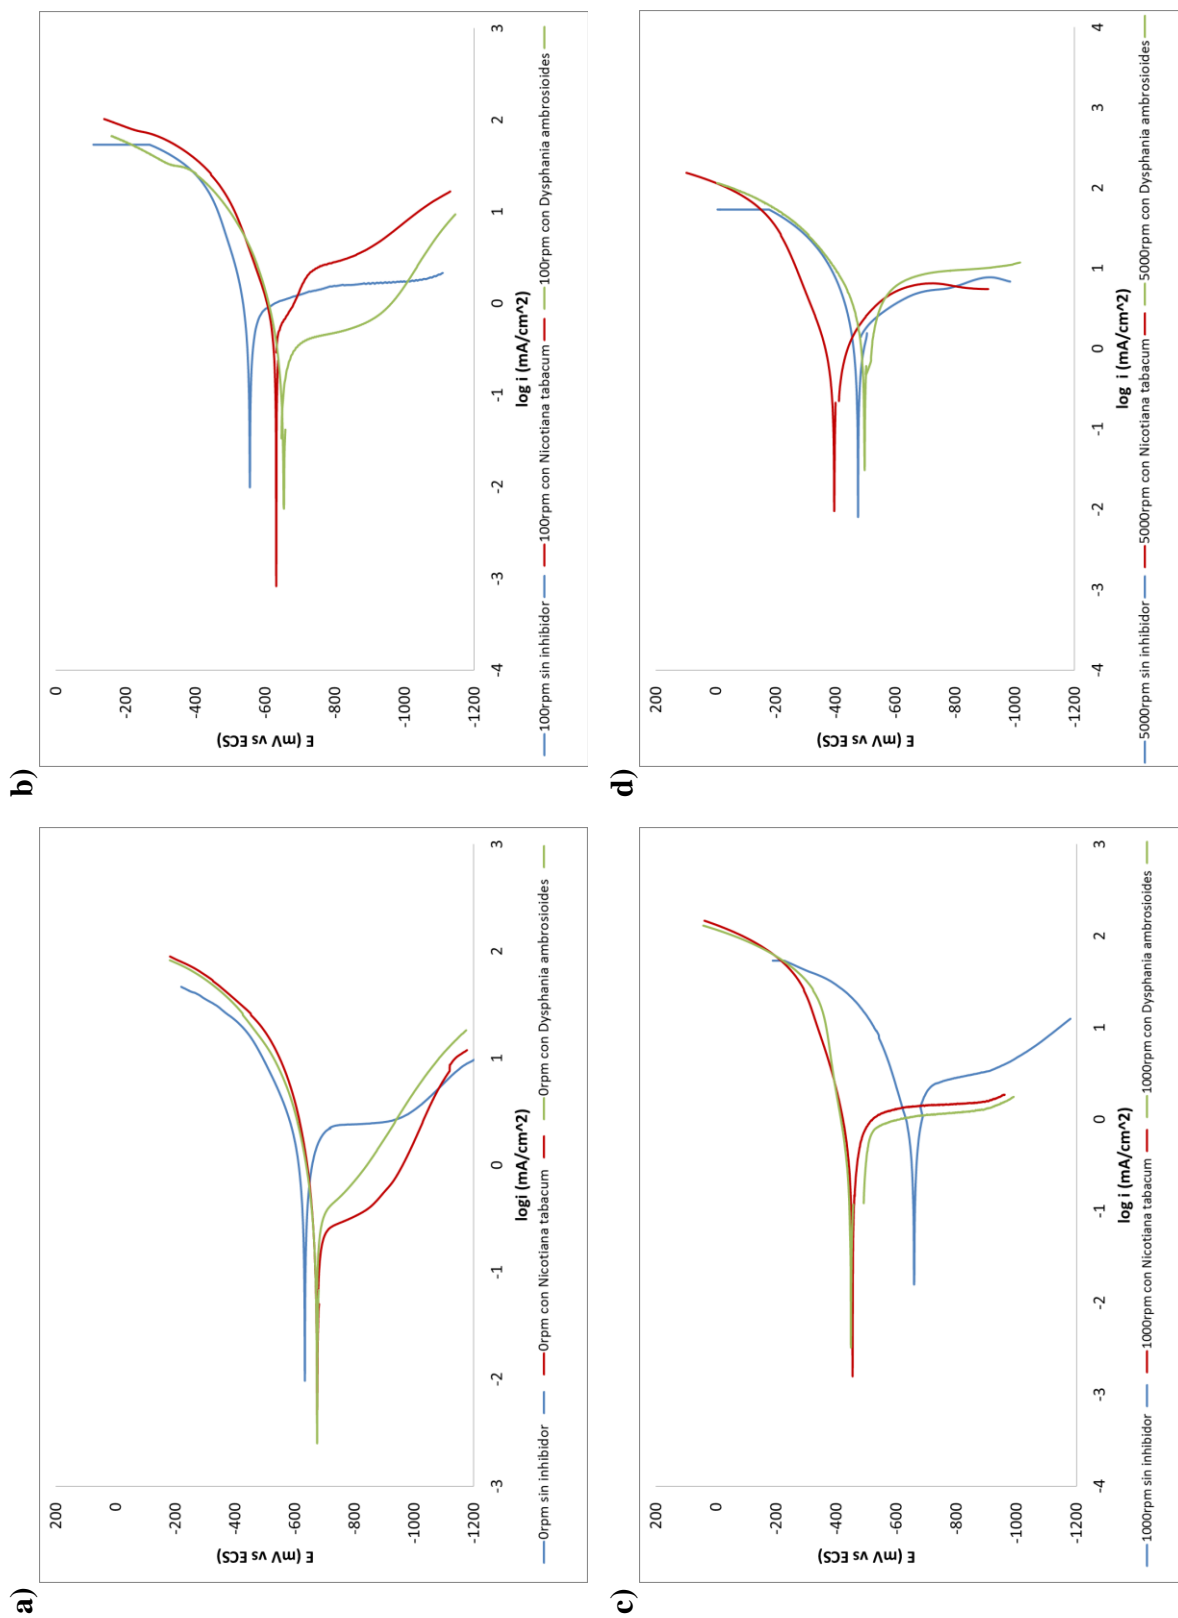 a)
E (mV vs ECS)
200
0
-200
-400
-600
-800
-1000
-1200
-3 -2 -1 0 1 2 3
logi (mA/cm^2)
0rpm sin inhibidor 0rpm con Nicotiana tabacum 0rpm con Dysphania ambrosioides
b)
E (mV vs ECS)
0
-200
-400
-600
-800
-1000
-1200
-4 -3 -2 -1 0 1 2 3
log i (mA/cm^2)
100rpm sin inhibidor 100rpm con Nicotiana tabacum 100rpm con Dysphania ambrosioides
c)
E (mV vs ECS)
200
0
-200
-400
-600
-800
-1000
-1200
-4 -3 -2 -1 0 1 2 3
log i (mA/cm^2)
1000rpm sin inhibidor 1000rpm con Nicotiana tabacum 1000rpm con Dysphania ambrosioides
d)
E (mV vs ECS)
200
0
-200
-400
-600
-800
-1000
-1200
-4 -3 -2 -1 0 1 2 3 4
log i (mA/cm^2)
5000rpm sin inhibidor 5000rpm con Nicotiana tabacum 5000rpm con Dysphania ambrosioides